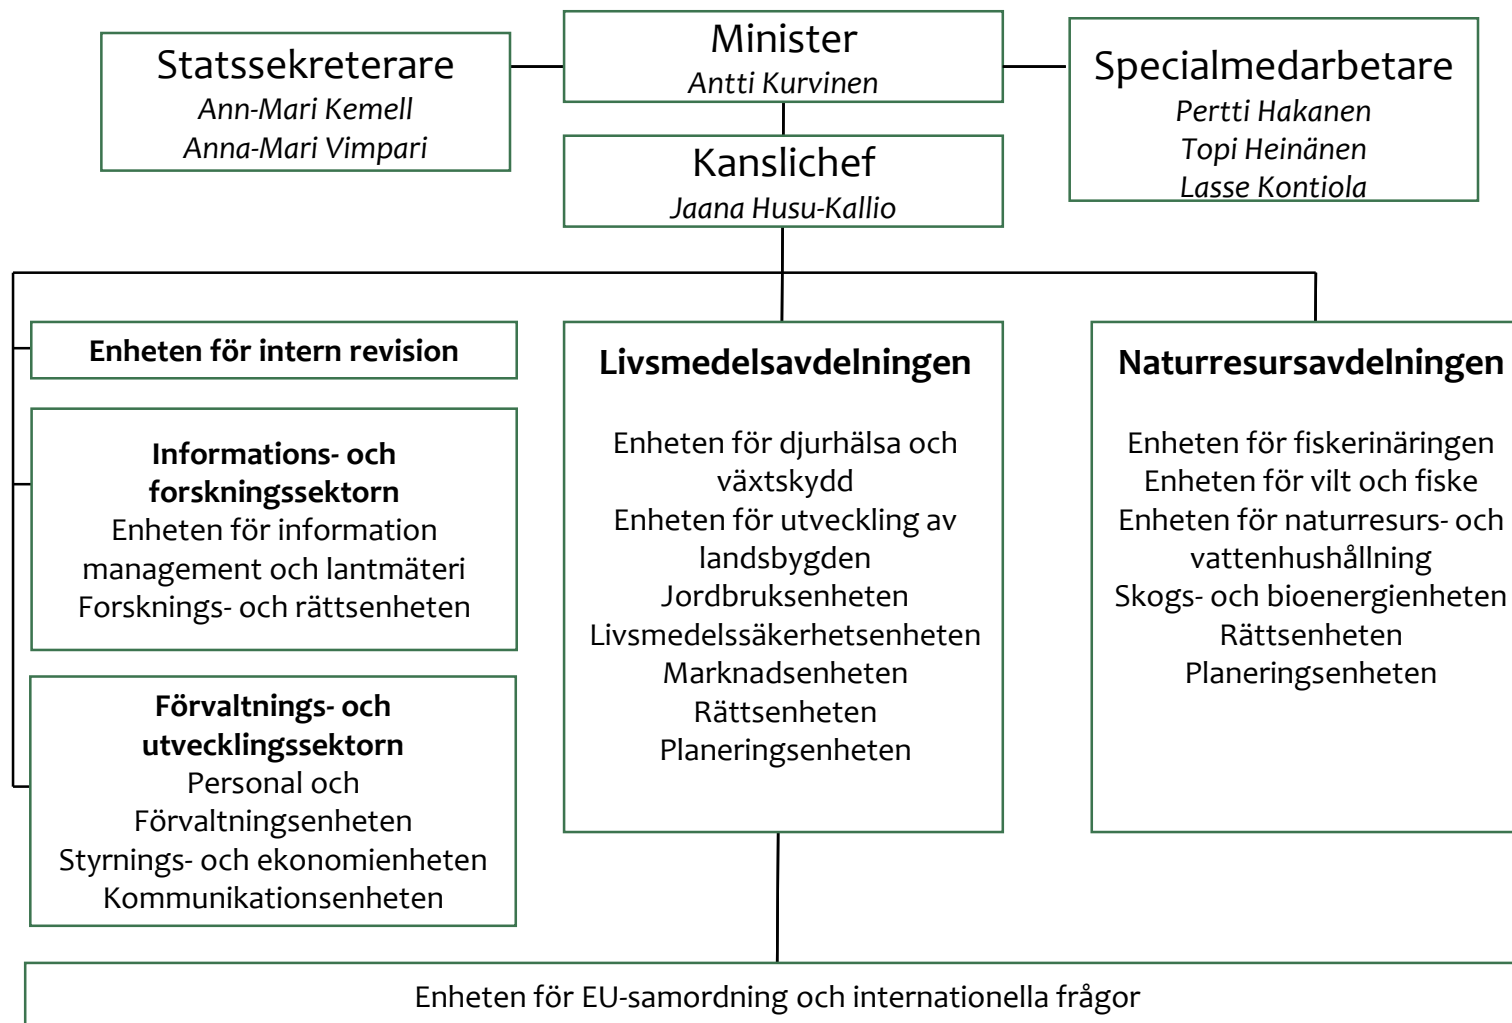 Statssekreterare
Ann-Mari Kemell
Anna-Mari Vimpari
Minister
Antti Kurvinen
Specialmedarbetare
Pertti Hakanen
Topi Heinänen
Lasse Kontiola
Kanslichef
Jaana Husu-Kallio
Enheten för intern revision
Informations- och
forskningssektorn
Enheten för information
management och lantmäteri
Forsknings- och rättsenheten
Förvaltnings- och
utvecklingssektorn
Personal och
Förvaltningsenheten
Styrnings- och ekonomienheten
Kommunikationsenheten
Livsmedelsavdelningen
Enheten för djurhälsa och
växtskydd
Enheten för utveckling av
landsbygden
Jordbruksenheten
Livsmedelssäkerhetsenheten
Marknadsenheten
Rättsenheten
Planeringsenheten
Naturresursavdelningen
Enheten för fiskerinäringen
Enheten för vilt och fiske
Enheten för naturresurs- och
vattenhushållning
Skogs- och bioenergienheten
Rättsenheten
Planeringsenheten
Enheten för EU-samordning och internationella frågor